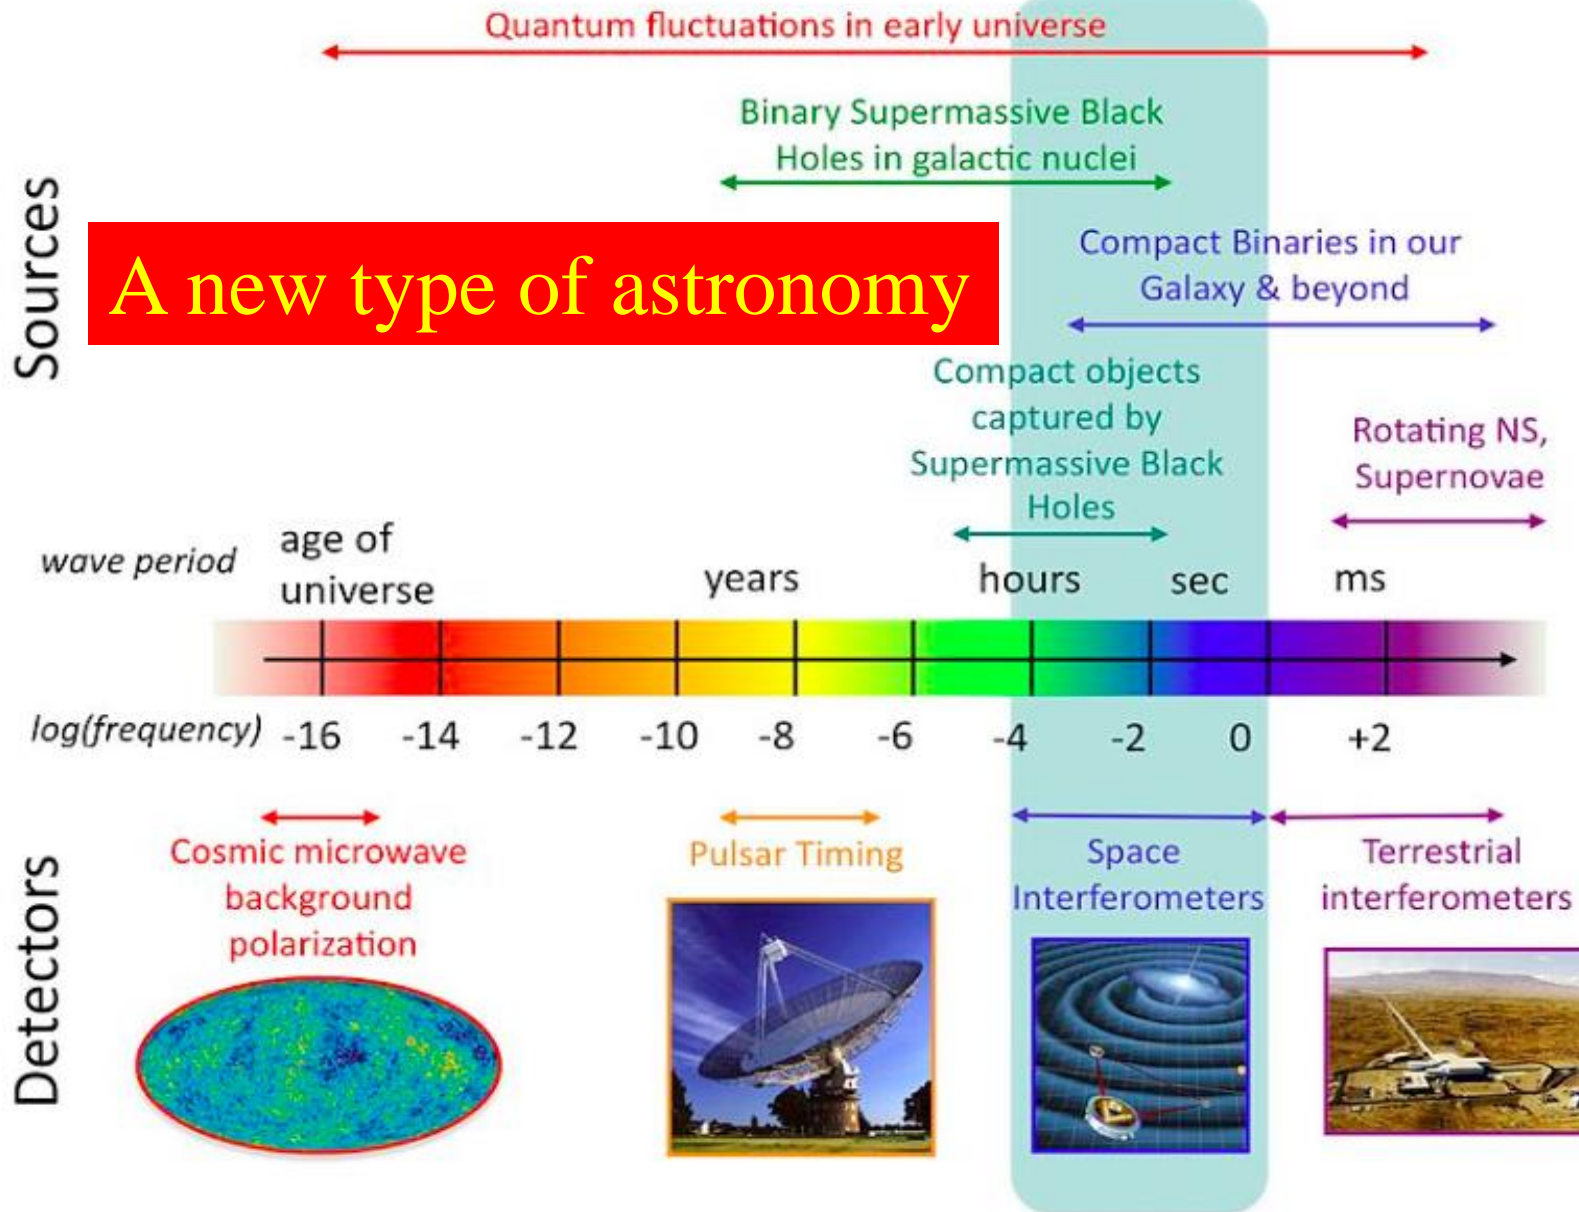 Quantum fluctuations in early universe
Binary Supermassive Black
Holes in galactic nuclei
Sources
A new type of astronomy
Compact Binaries in our
Galaxy & beyond
Compact objects
captured by
Supermassive Black
Holes
Rotating NS,
Supernovae
wave period
age of
universe
years
hours
sec
ms
log(frequency) -16 -14 -12 -10 -8 -6 -4 -2 0 +2
Detectors
Cosmic microwave
background
polarization
Pulsar Timing
Space
Interferometers
Terrestrial
interferometers